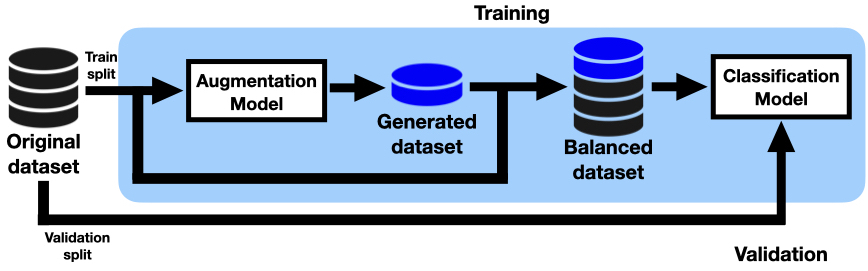 Training
Train
split
Augmentation
Model
Classification
Model
Original
dataset
Generated
dataset
Balanced
dataset
Validation
split
Validation